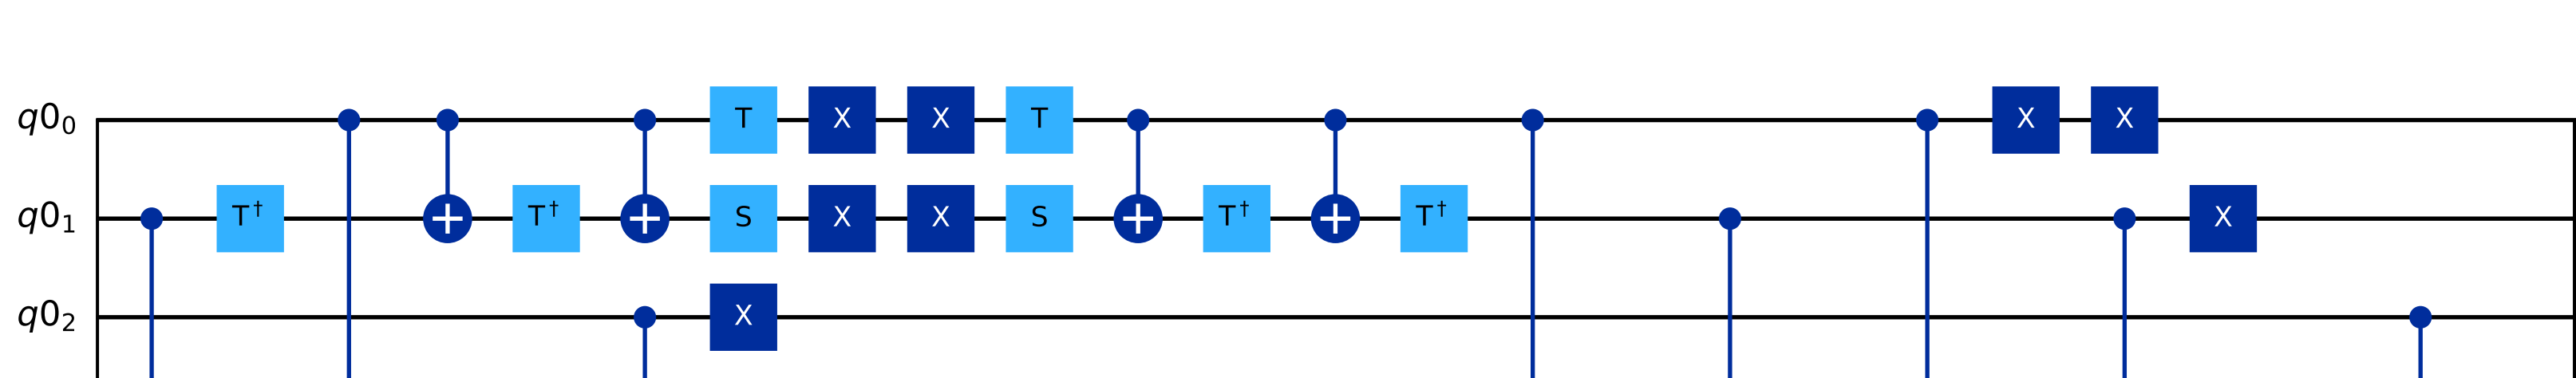 q0₀ T X X T X X
q0₁ T† T† S X X S T† T† X
q0₂ X